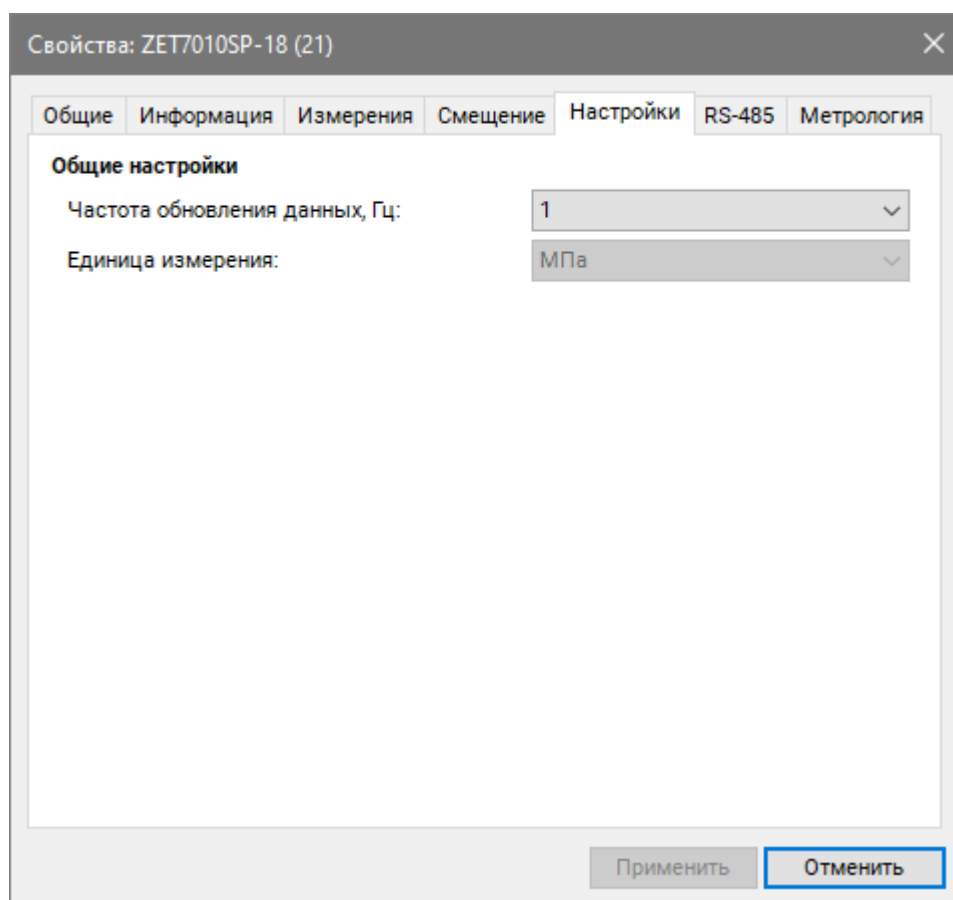 Свойства: ZET7010SP-18 (21)
Общие Информация Измерения Смещение Настройки RS-485 Метрология
Общие настройки
Частота обновления данных, Гц: 1
Единица измерения: МПа
Применить Отменить